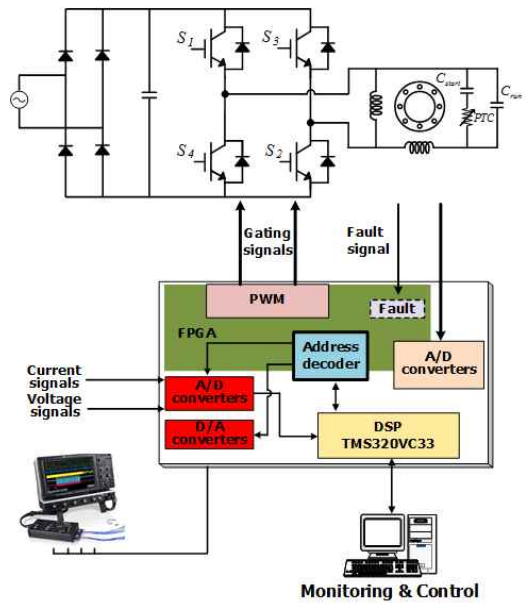 S1
S3
S4
S2
Cstart
Crun
PTC
Gating
signals
Fault
signal
PWM
Fault
FPGA
Address
decoder
A/D
converters
Current
signals
Voltage
signals
A/D
converters
D/A
converters
DSP
TMS320VC33
Monitoring & Control